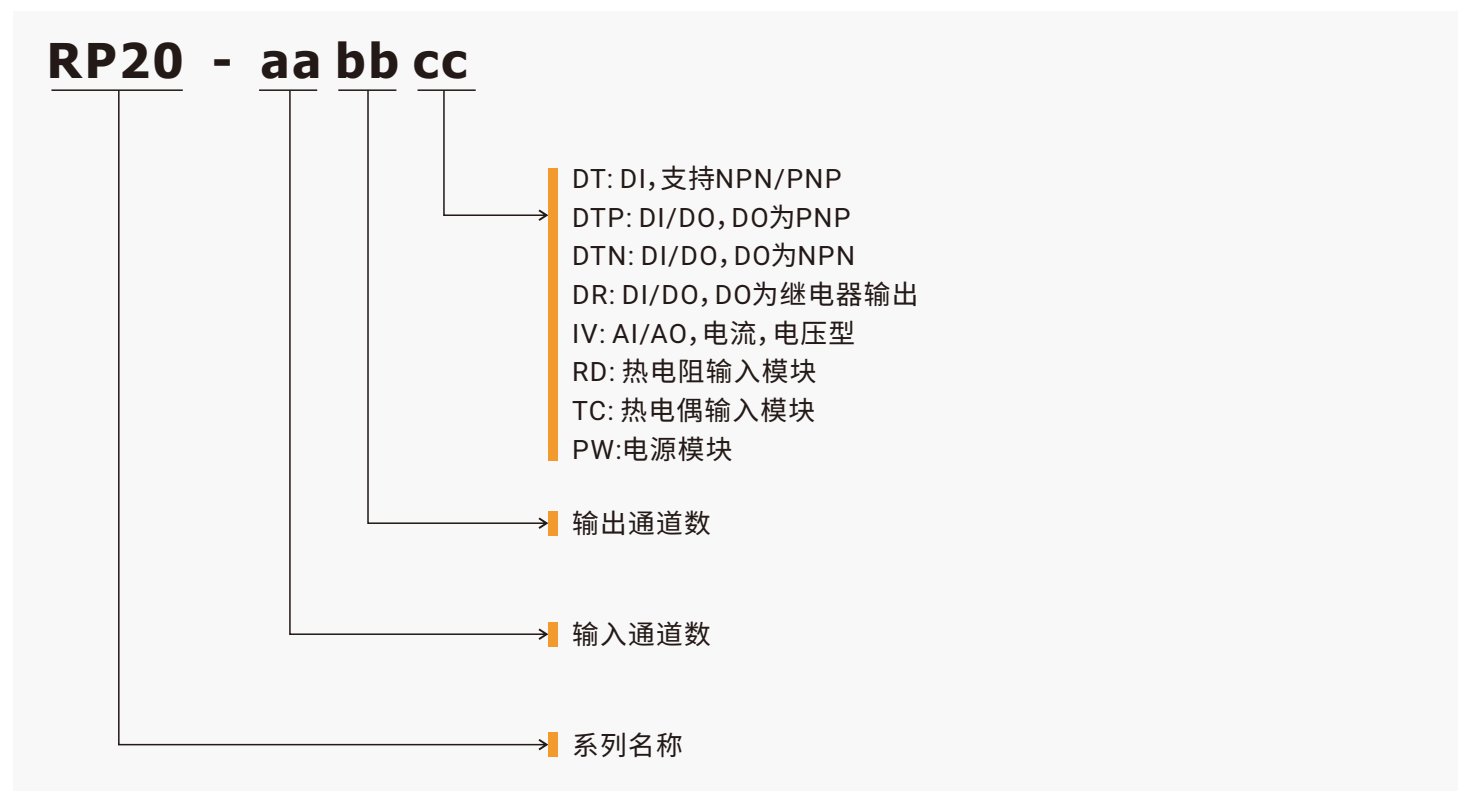 RP20 - aa bb cc
DT: DI，支持NPN/PNP
DTP: DI/DO，DO为PNP
DTN: DI/DO，DO为NPN
DR: DI/DO，DO为继电器输出
IV: AI/AO，电流，电压型
RD: 热电阻输入模块
TC: 热电偶输入模块
PW:电源模块
输出通道数
输入通道数
系列名称